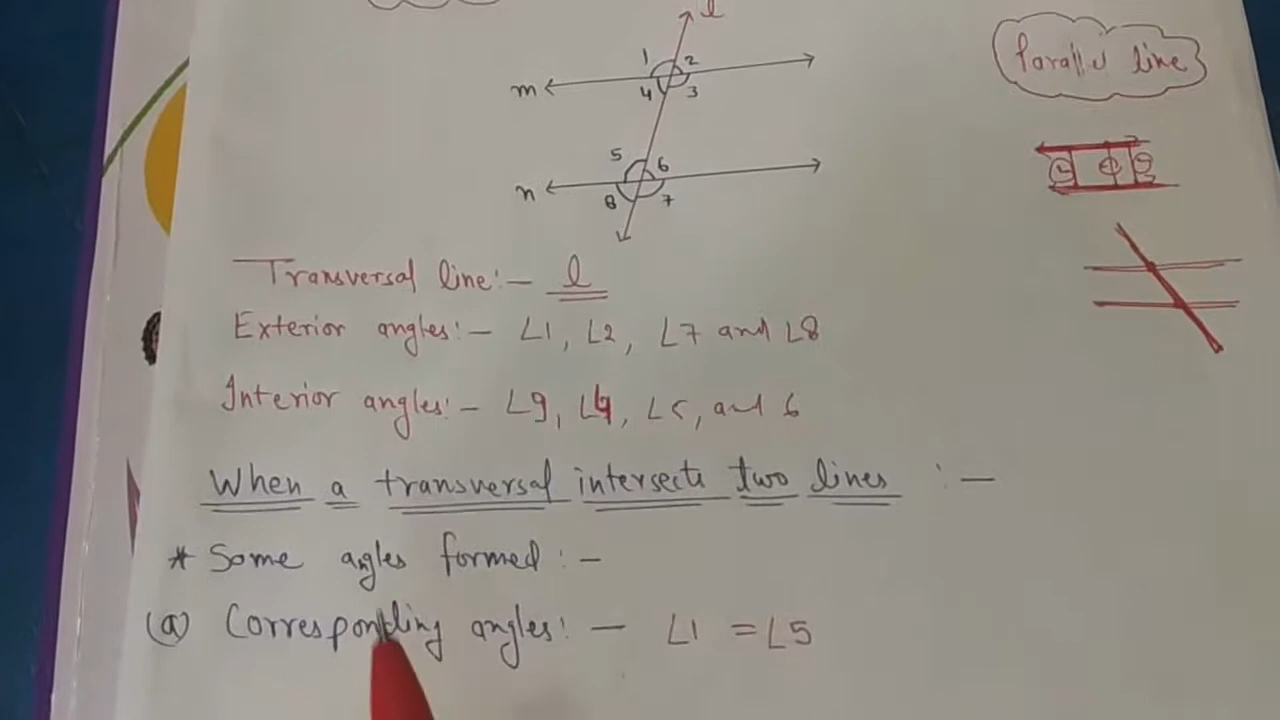 l
1 2
m 4 3
5 6
n 8 7
Parallel line
Transversal line:- l
Exterior angles:- ∠1, ∠2, ∠7 and ∠8
Interior angles:- ∠9, ∠4, ∠5, and 6
When a transversal intersects two lines :-
* Some angles formed:-
(a) Corresponding angles:- ∠1 = ∠5